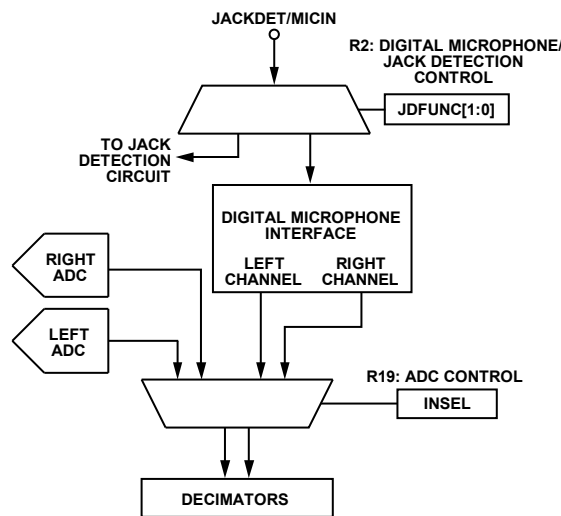 JACKDET/MICIN
R2: DIGITAL MICROPHONE/
JACK DETECTION
CONTROL
JDFUNC[1:0]
TO JACK
DETECTION
CIRCUIT
DIGITAL MICROPHONE
INTERFACE
LEFT
CHANNEL
RIGHT
CHANNEL
RIGHT
ADC
LEFT
ADC
R19: ADC CONTROL
INSEL
DECIMATORS